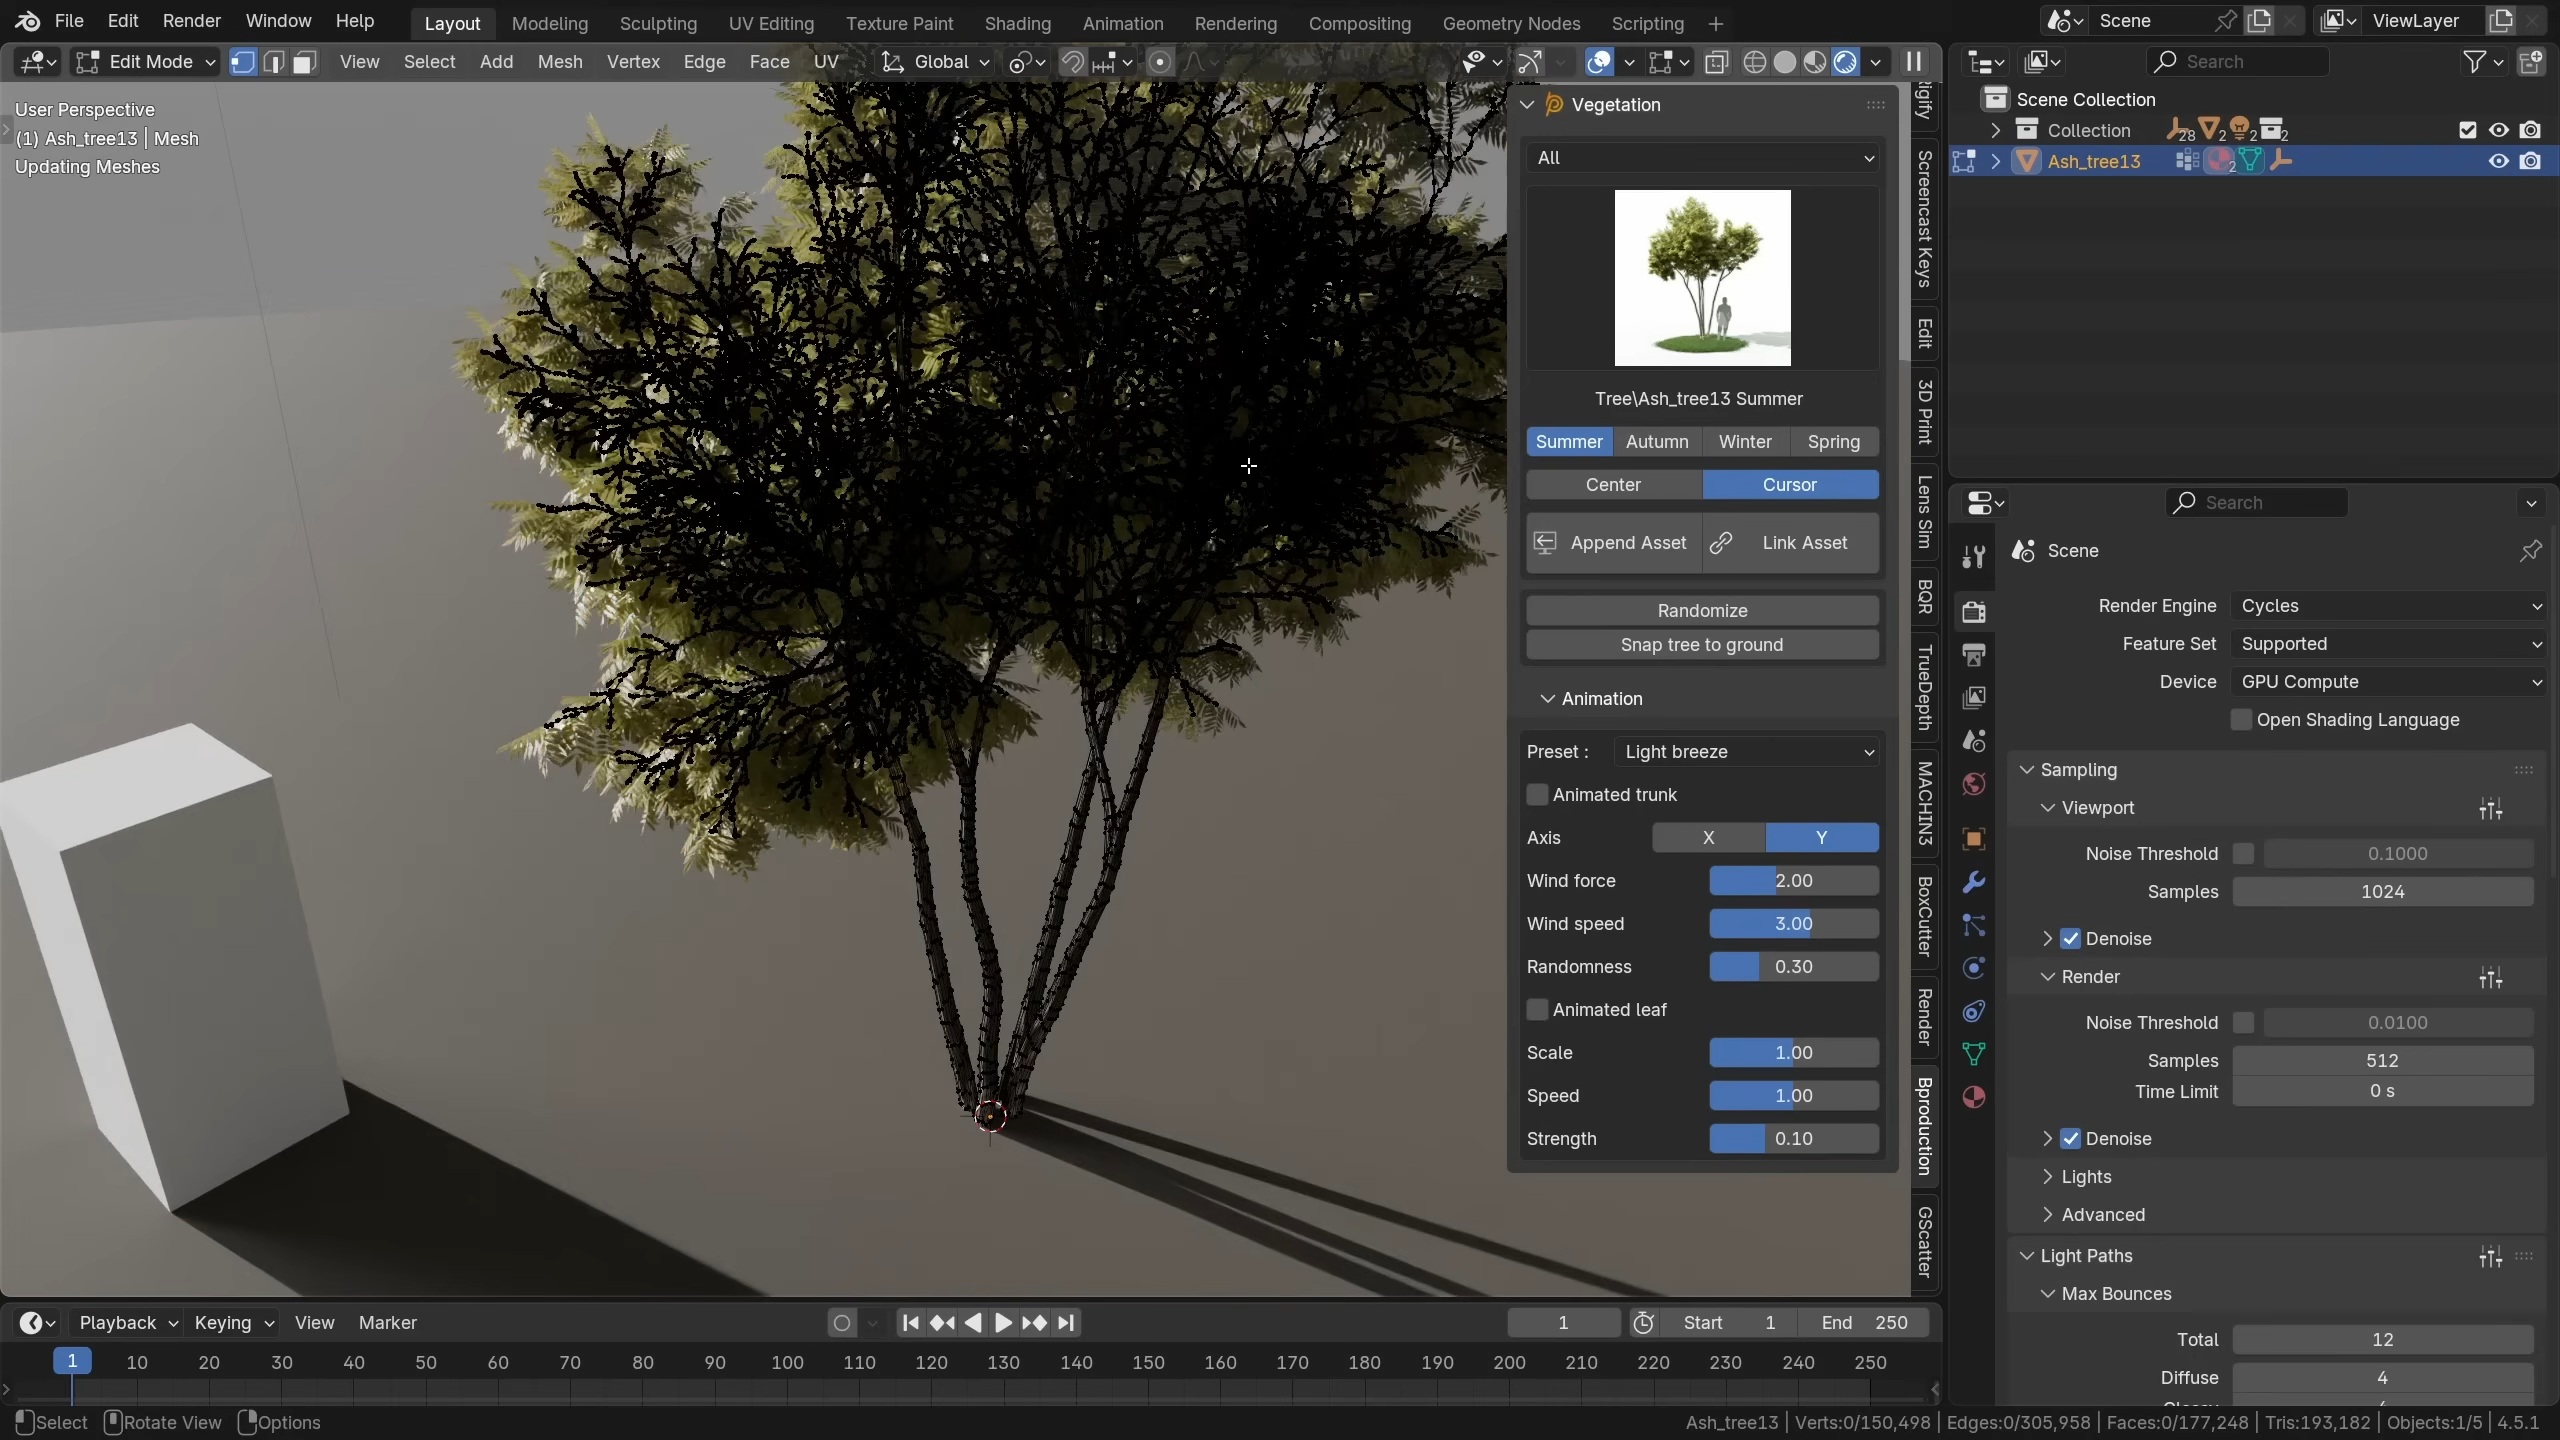 File Edit Render Window Help Layout Modeling Sculpting UV Editing Texture Paint Shading Animation Rendering Compositing Geometry Nodes Scripting Scene ViewLayer
Edit Mode View Select Add Mesh Vertex Edge Face UV Global Search
User Perspective
(1) Ash_tree13 | Mesh
Updating Meshes
Vegetation
All
Tree\Ash_tree13 Summer
Summer Autumn Winter Spring
Center Cursor
Append Asset Link Asset
Randomize
Snap tree to ground
Animation
Preset : Light breeze
Animated trunk
Axis X Y
Wind force 2.00
Wind speed 3.00
Randomness 0.30
Animated leaf
Scale 1.00
Speed 1.00
Strength 0.10
Screencast Keys
Edit
3D Print
Lens Sim
BQR
TrueDepth
MACHIN3
BoxCutter
Render
Bproduction
GScatter
Scene Collection
Collection 28 2 2 2
Ash_tree13 2
Search
Scene
Render Engine Cycles
Feature Set Supported
Device GPU Compute
Open Shading Language
Sampling
Viewport
Noise Threshold 0.1000
Samples 1024
Denoise
Render
Noise Threshold 0.0100
Samples 512
Time Limit 0 s
Denoise
Lights
Advanced
Light Paths
Max Bounces
Total 12
Diffuse 4
Playback Keying View Marker 1 Start 1 End 250
1 10 20 30 40 50 60 70 80 90 100 110 120 130 140 150 160 170 180 190 200 210 220 230 240 250
Select Rotate View Options Ash_tree13 | Verts:0/150,498 | Edges:0/305,958 | Faces:0/177,248 | Tris:193,182 | Objects:1/5 | 4.5.1